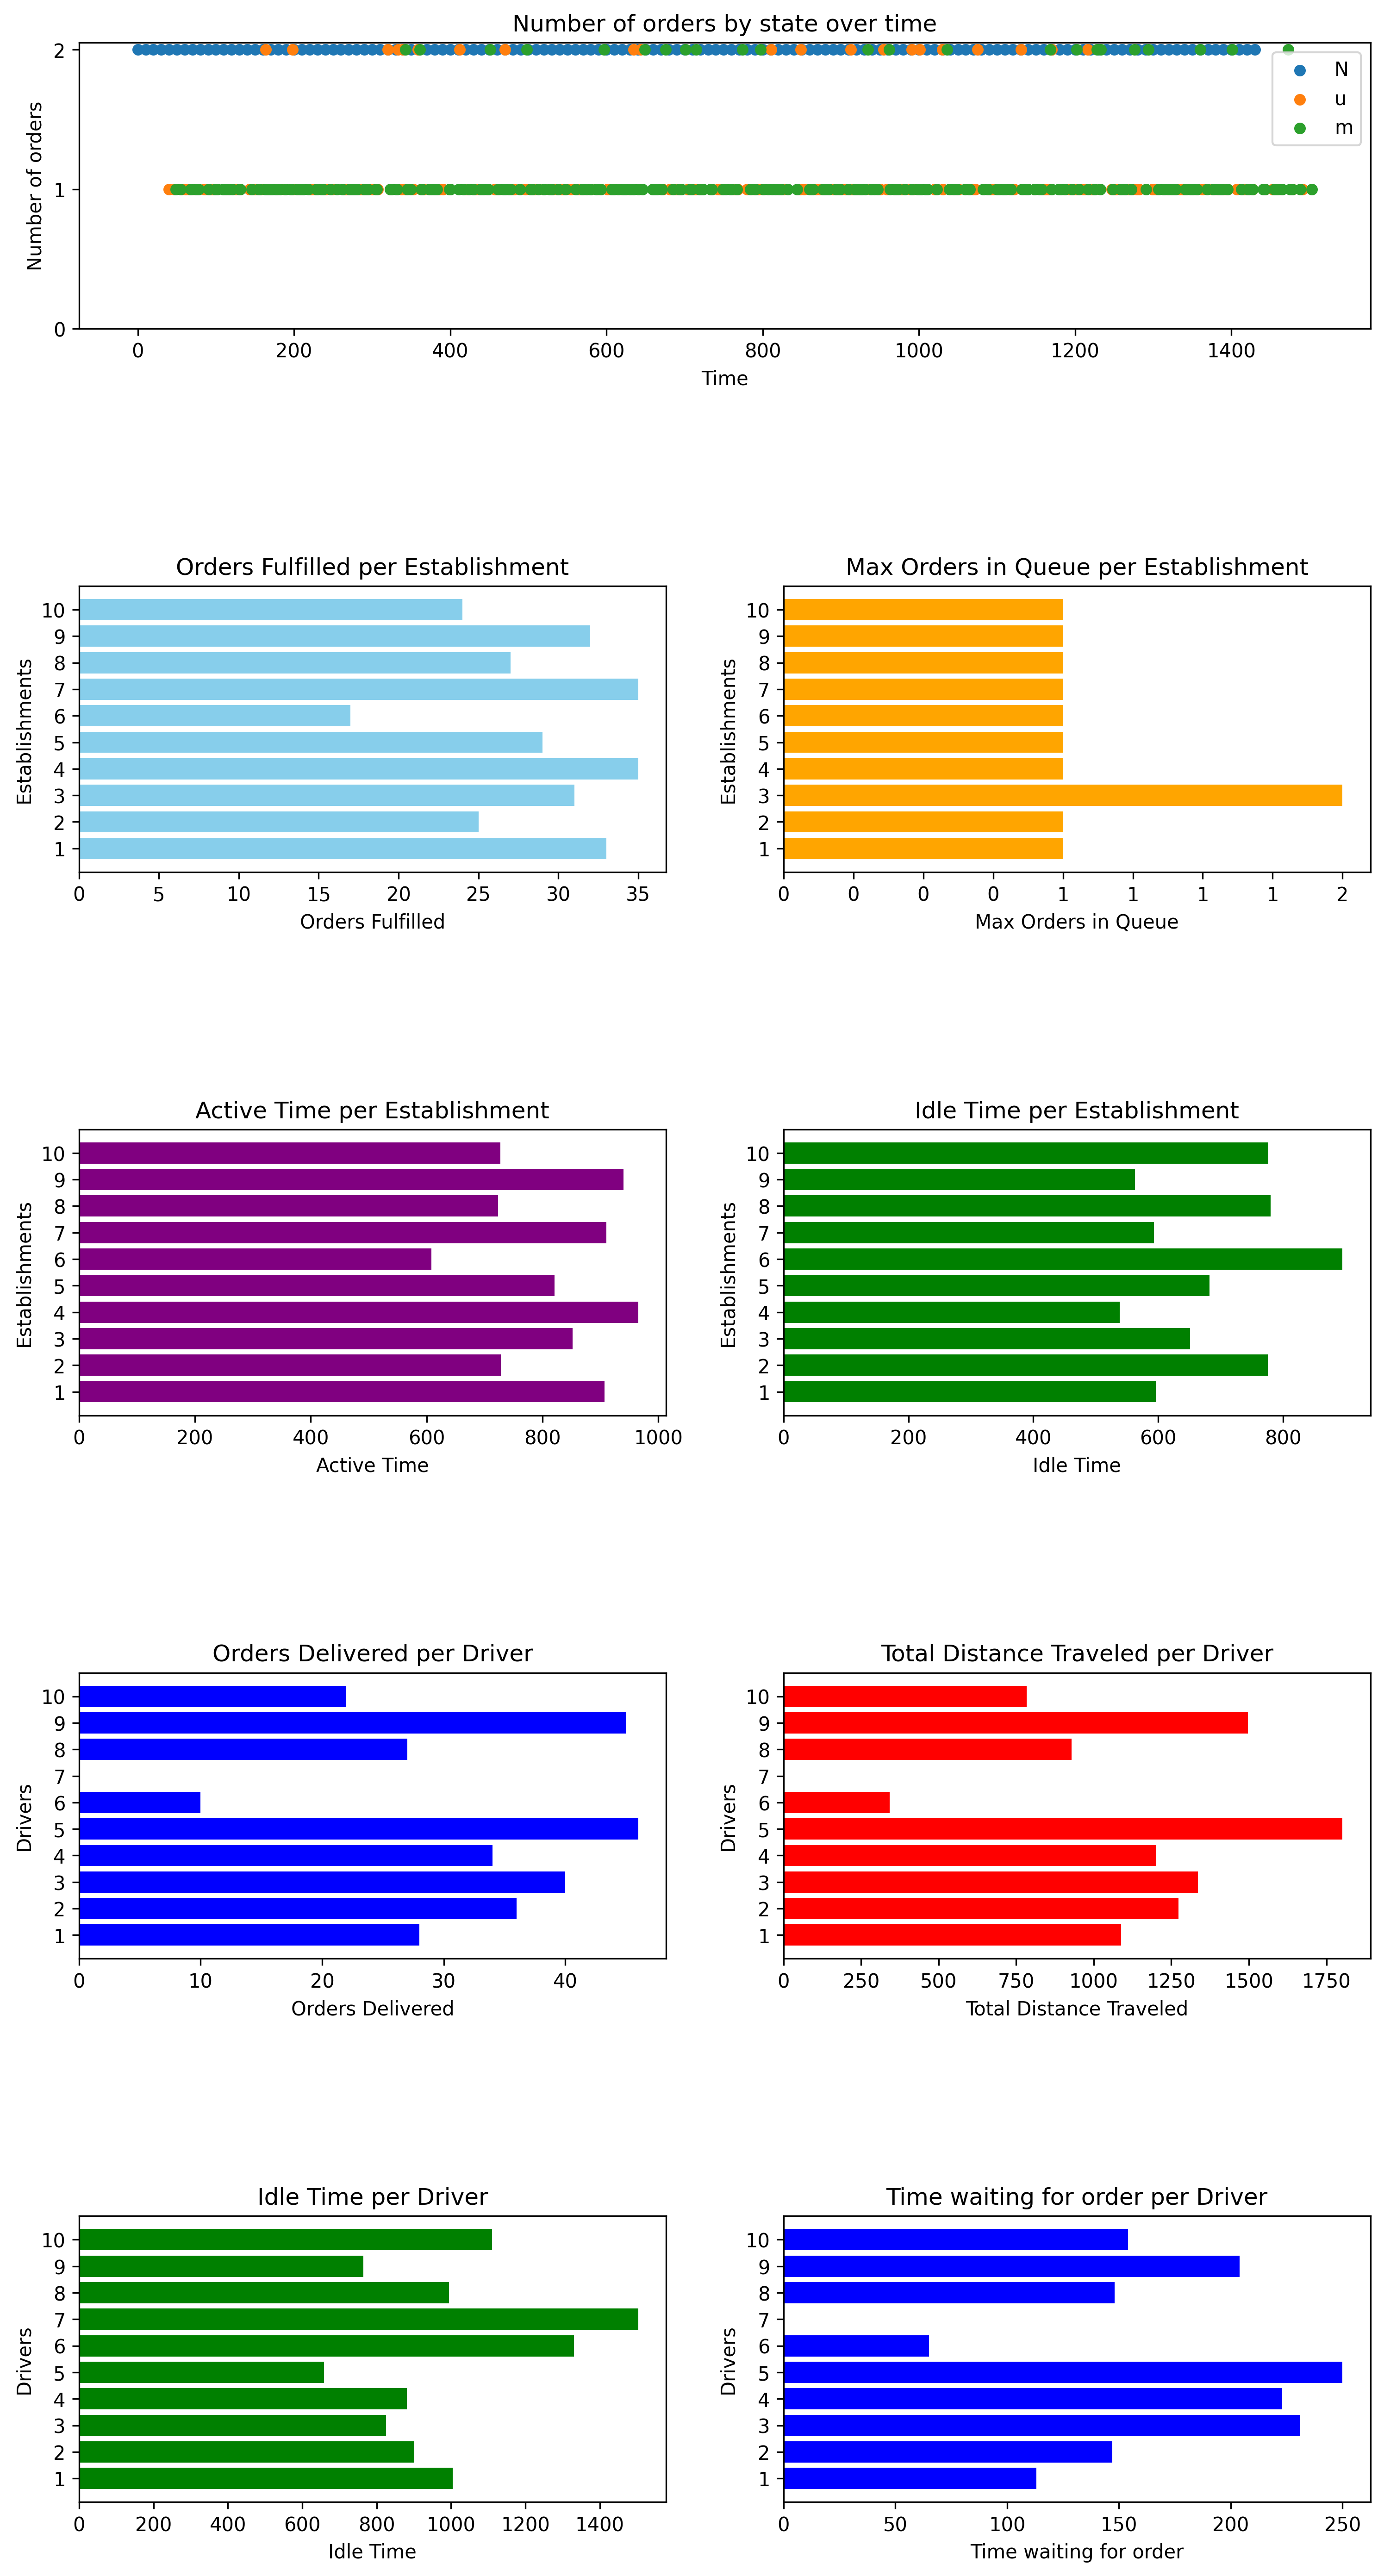 Number of orders by state over time
Number of orders
2
1
0
N
u
m
0 200 400 600 800 1000 1200 1400
Time
Orders Fulfilled per Establishment
Establishments
10
9
8
7
6
5
4
3
2
1
0 5 10 15 20 25 30 35
Orders Fulfilled
Max Orders in Queue per Establishment
Establishments
10
9
8
7
6
5
4
3
2
1
0 0 0 0 1 1 1 1 2
Max Orders in Queue
Active Time per Establishment
Establishments
10
9
8
7
6
5
4
3
2
1
0 200 400 600 800 1000
Active Time
Idle Time per Establishment
Establishments
10
9
8
7
6
5
4
3
2
1
0 200 400 600 800
Idle Time
Orders Delivered per Driver
Drivers
10
9
8
7
6
5
4
3
2
1
0 10 20 30 40
Orders Delivered
Total Distance Traveled per Driver
Drivers
10
9
8
7
6
5
4
3
2
1
0 250 500 750 1000 1250 1500 1750
Total Distance Traveled
Idle Time per Driver
Drivers
10
9
8
7
6
5
4
3
2
1
0 200 400 600 800 1000 1200 1400
Idle Time
Time waiting for order per Driver
Drivers
10
9
8
7
6
5
4
3
2
1
0 50 100 150 200 250
Time waiting for order